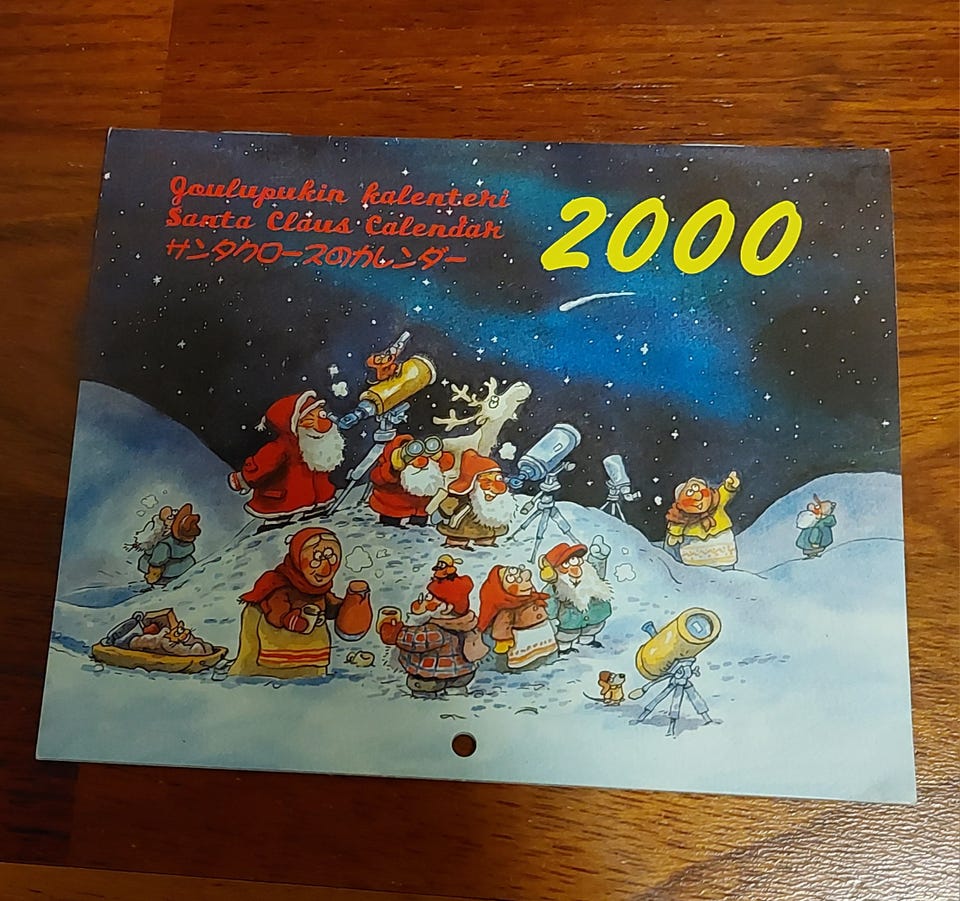 Joulupukin kalenteri
Santa Claus Calendar
サンタクロースのカレンダー
2000